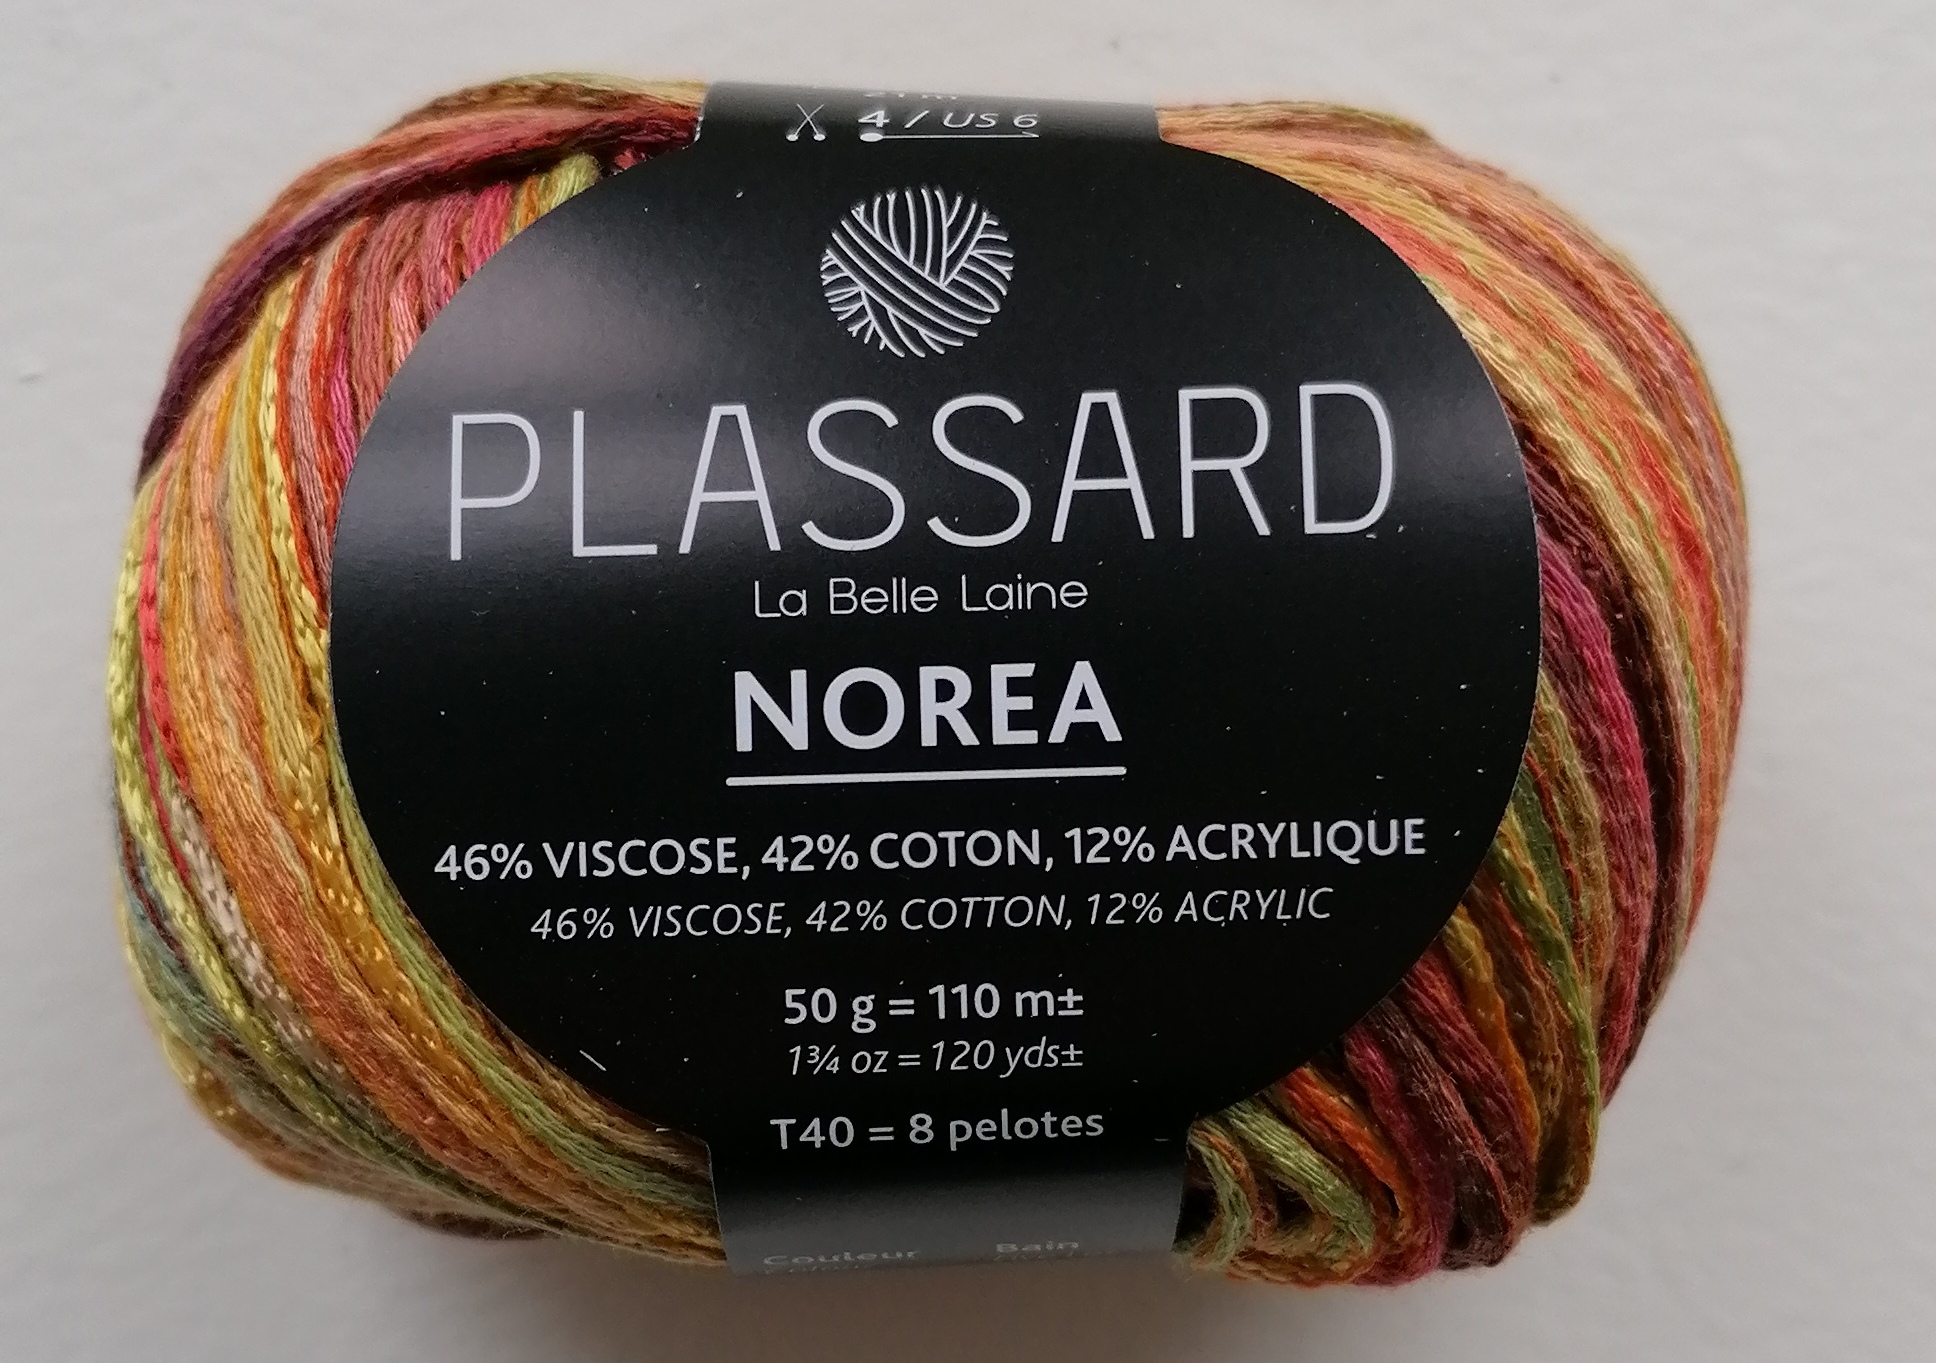 4 / US 6
PLASSARD
La Belle Laine
NOREA
46% VISCOSE, 42% COTON, 12% ACRYLIQUE
46% VISCOSE, 42% COTTON, 12% ACRYLIC
50 g = 110 m±
1¾ oz = 120 yds±
T40 = 8 pelotes
Couleur Bain